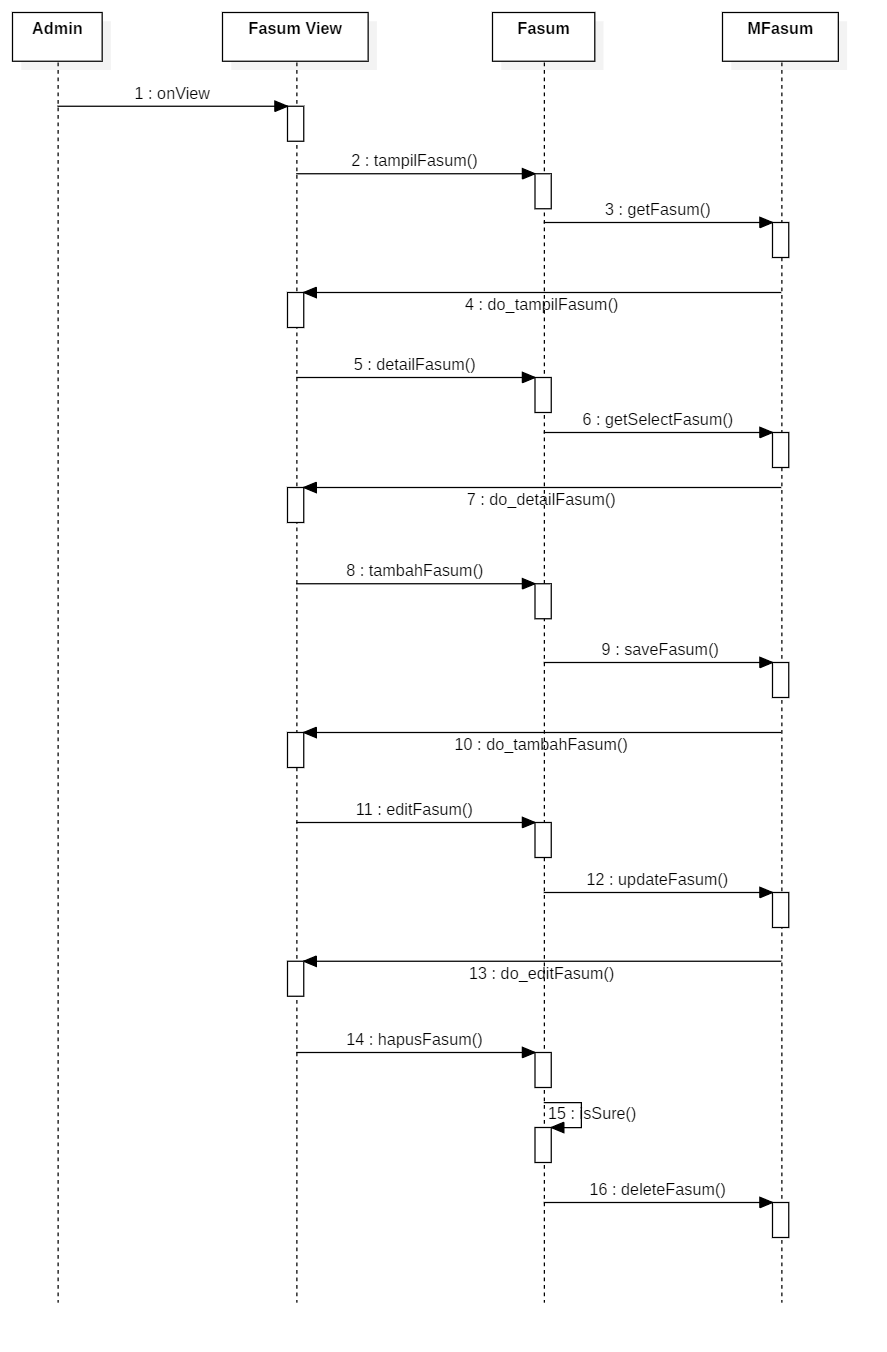 Admin
Fasum View
Fasum
MFasum
1 : onView
2 : tampilFasum()
3 : getFasum()
4 : do_tampilFasum()
5 : detailFasum()
6 : getSelectFasum()
7 : do_detailFasum()
8 : tambahFasum()
9 : saveFasum()
10 : do_tambahFasum()
11 : editFasum()
12 : updateFasum()
13 : do_editFasum()
14 : hapusFasum()
15 : isSure()
16 : deleteFasum()